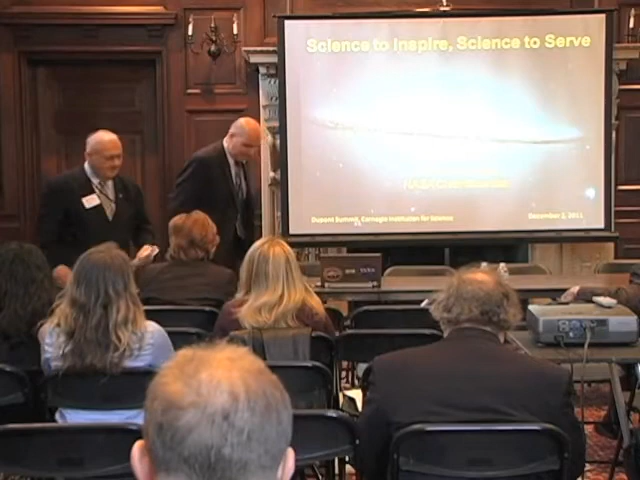 Science to Inspire, Science to Serve
Dupont Summit, Carnegie Institution for Science
December 2, 2011